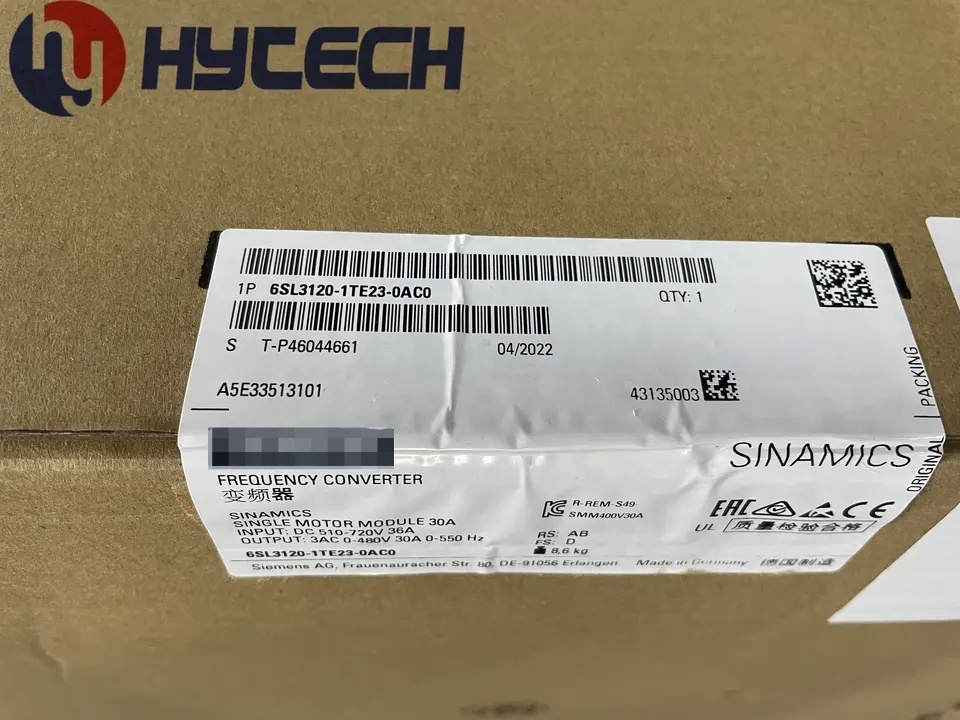 HYTECH
1P 6SL3120-1TE23-0AC0
QTY: 1
S T-P46044661
04/2022
A5E33513101
43135003
ORIGINAL PACKING
SINAMICS
FREQUENCY CONVERTER
变频器
SINAMICS
SINGLE MOTOR MODULE 30A
INPUT: DC 510-720V 36A
OUTPUT: 3AC 0-480V 30A 0-550 Hz
6SL3120-1TE23-0AC0
R-REM-S49-
SMM400V30A
RS: AB
FS: D
8,6 kg
EAC
CE
UL 质量检验合格
Siemens AG, Frauenauracher Str. 80, DE-91056 Erlangen
Made in Germany 德国制造